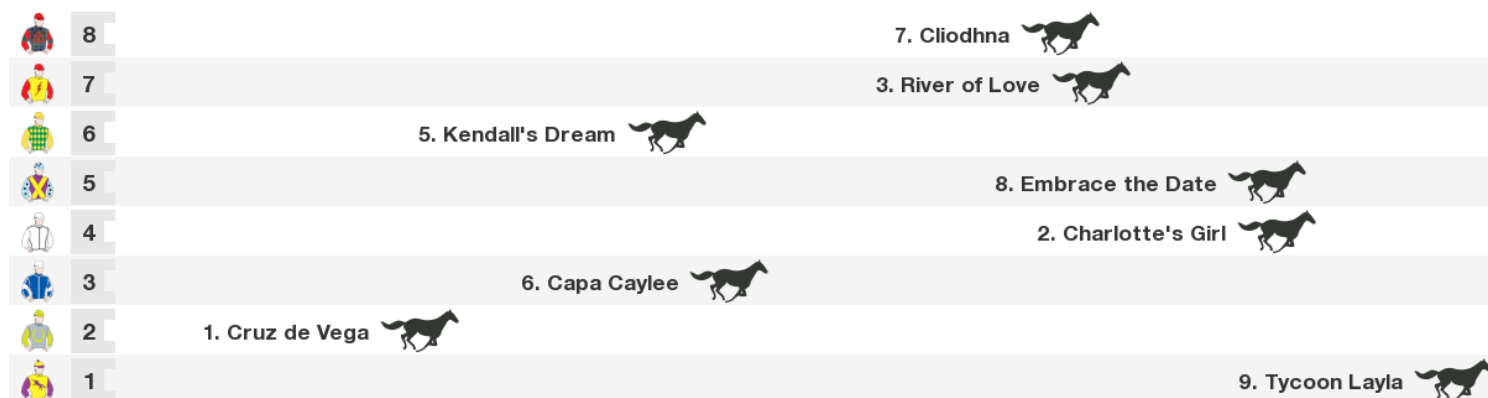 8 7. Cliodhna
7 3. River of Love
6 5. Kendall's Dream
5 8. Embrace the Date
4 2. Charlotte's Girl
3 6. Capa Caylee
2 1. Cruz de Vega
1 9. Tycoon Layla